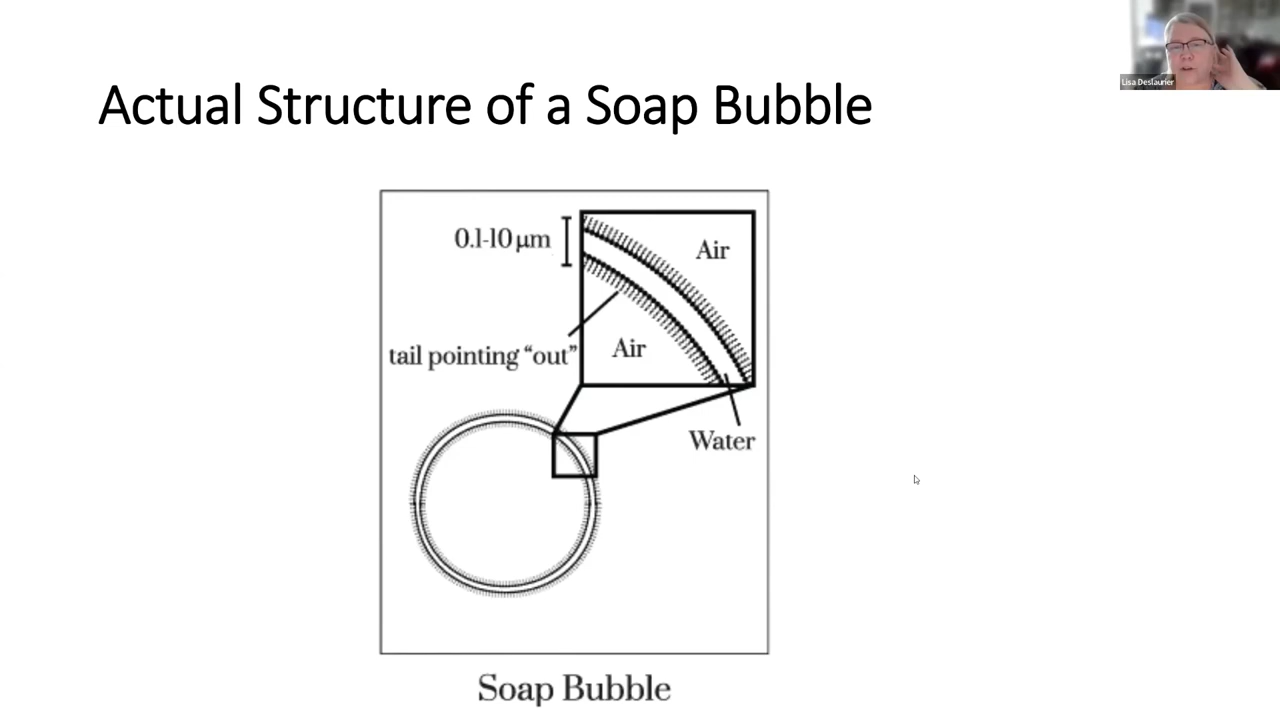 Lisa Deslaurier
Actual Structure of a Soap Bubble
0.1-10 μm
Air
tail pointing “out”
Air
Water
Soap Bubble